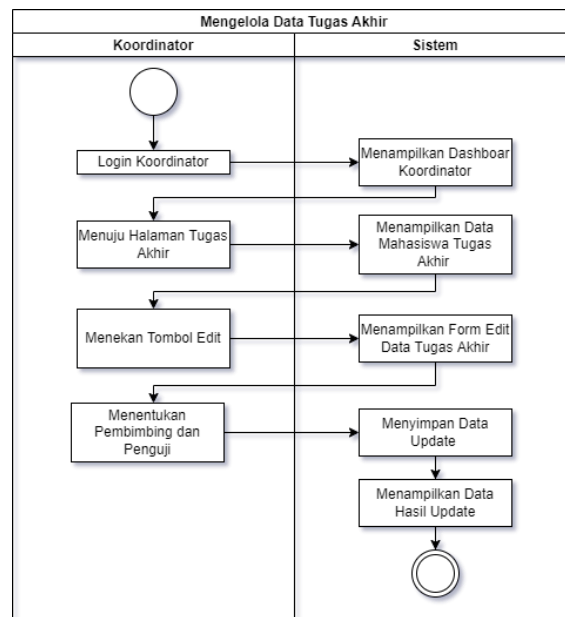 Mengelola Data Tugas Akhir
Koordinator
Sistem
Login Koordinator
Menampilkan Dashboar
Koordinator
Menuju Halaman Tugas
Akhir
Menampilkan Data
Mahasiswa Tugas
Akhir
Menekan Tombol Edit
Menampilkan Form Edit
Data Tugas Akhir
Menentukan
Pembimbing dan
Penguji
Menyimpan Data
Update
Menampilkan Data
Hasil Update